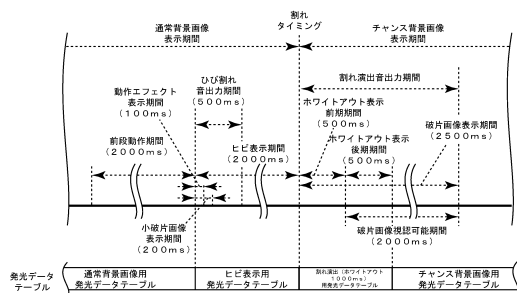 通常背景画像
表示期間
割れ
タイミング
チャンス背景画像
表示期間
ひび割れ
音出力期間
(500ms)
割れ演出音出力期間
動作エフェクト
表示期間
(100ms)
ホワイトアウト表示
前期期間
(500ms)
破片画像表示期間
(2500ms)
前段動作期間
(2000ms)
ヒビ表示期間
(2000ms)
ホワイトアウト表示
後期期間
(500ms)
小破片画像
表示期間
(200ms)
破片画像視認可能期間
(2000ms)
発光データ
テーブル
通常背景画像用
発光データテーブル
ヒビ表示用
発光データテーブル
割れ演出(ホワイトアウト
1000ms)
用発光データテーブル
チャンス背景画像用
発光データテーブル